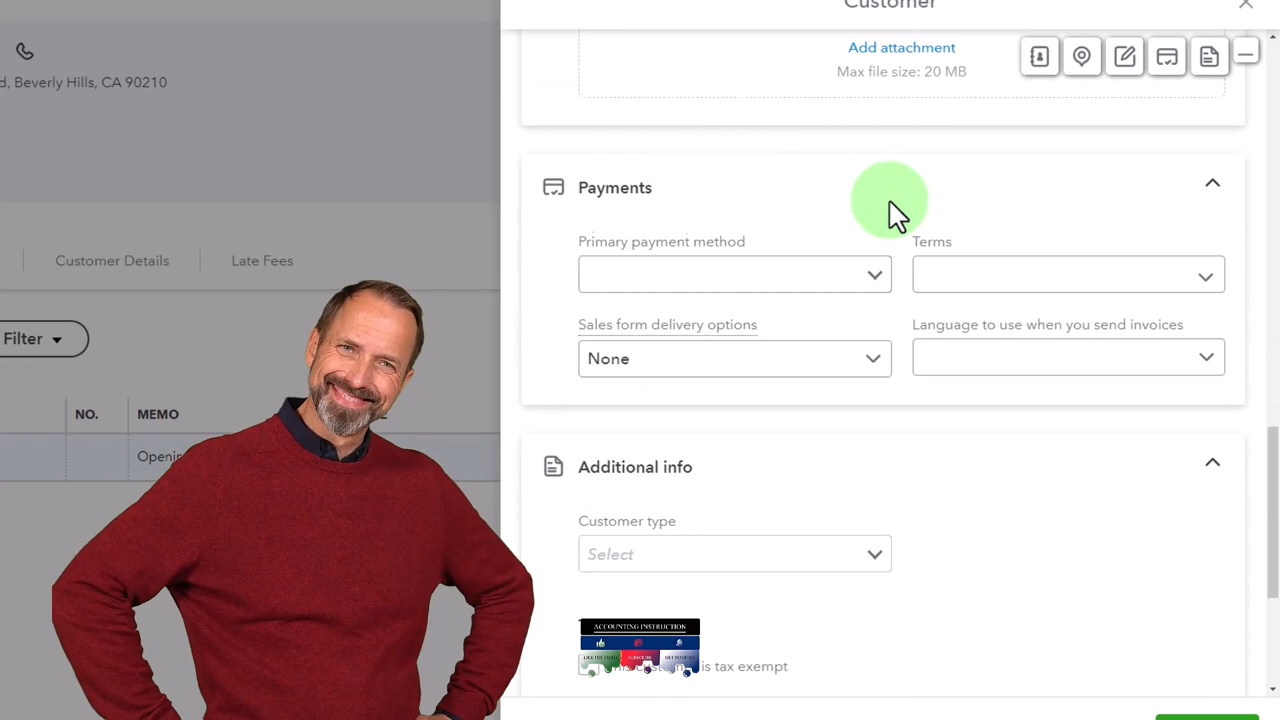 Customer
Add attachment
Max file size: 20 MB
d, Beverly Hills, CA 90210
Payments
Primary payment method
Terms
Customer Details
Late Fees
Sales form delivery options
Language to use when you send invoices
Filter
None
NO.
MEMO
Additional info
Customer type
Select
ACCOUNTING INSTRUCTION
is tax exempt